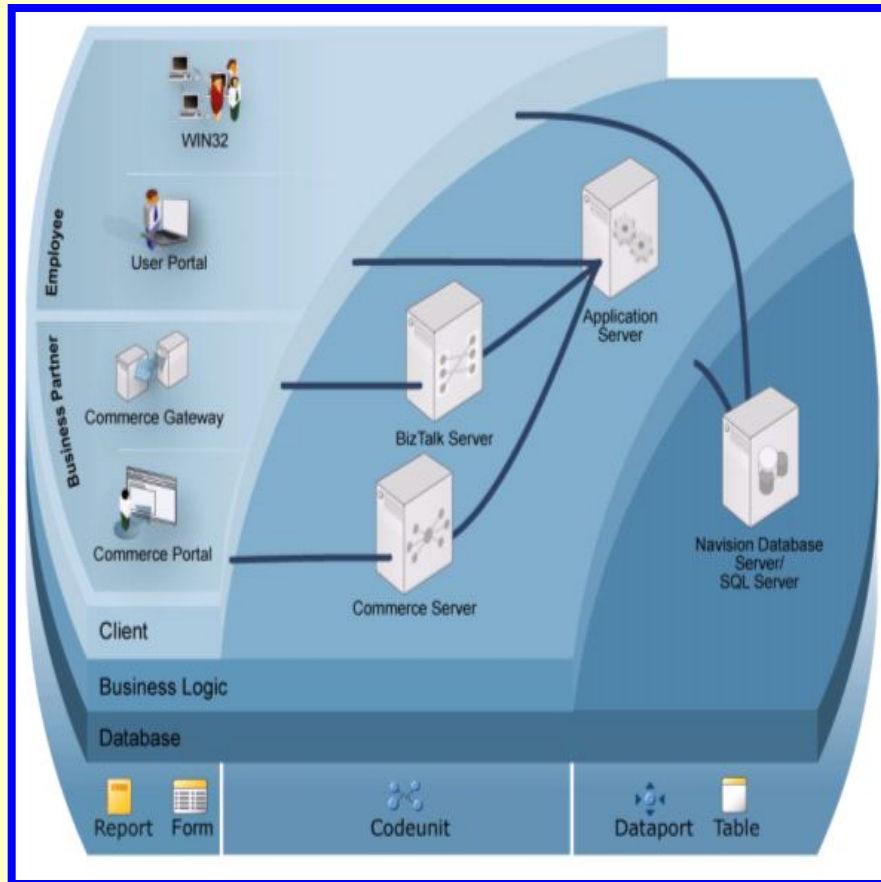 WIN32
User Portal
Employee
Commerce Gateway
Commerce Portal
Business Partner
Application
Server
BizTalk Server
Commerce Server
Navision Database
Server/
SQL Server
Client
Business Logic
Database
Report
Form
Codeunit
Dataport
Table